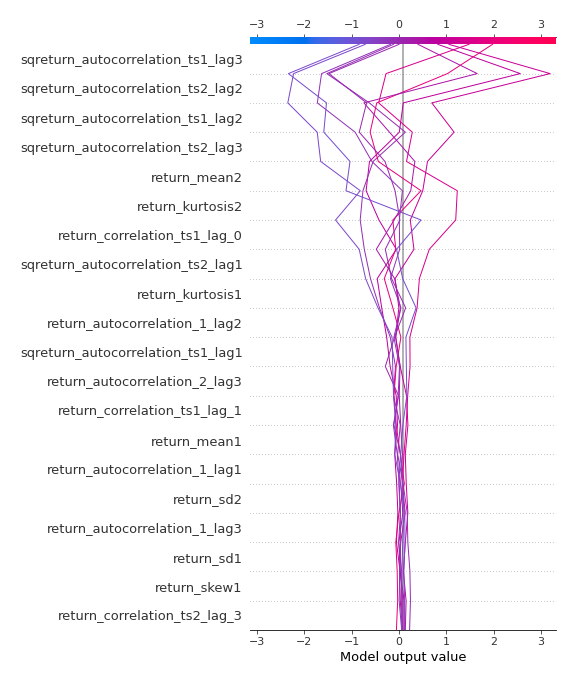 −3 −2 −1 0 1 2 3
sqreturn_autocorrelation_ts1_lag3
sqreturn_autocorrelation_ts2_lag2
sqreturn_autocorrelation_ts1_lag2
sqreturn_autocorrelation_ts2_lag3
return_mean2
return_kurtosis2
return_correlation_ts1_lag_0
sqreturn_autocorrelation_ts2_lag1
return_kurtosis1
return_autocorrelation_1_lag2
sqreturn_autocorrelation_ts1_lag1
return_autocorrelation_2_lag3
return_correlation_ts1_lag_1
return_mean1
return_autocorrelation_1_lag1
return_sd2
return_autocorrelation_1_lag3
return_sd1
return_skew1
return_correlation_ts2_lag_3
−3 −2 −1 0 1 2 3
Model output value